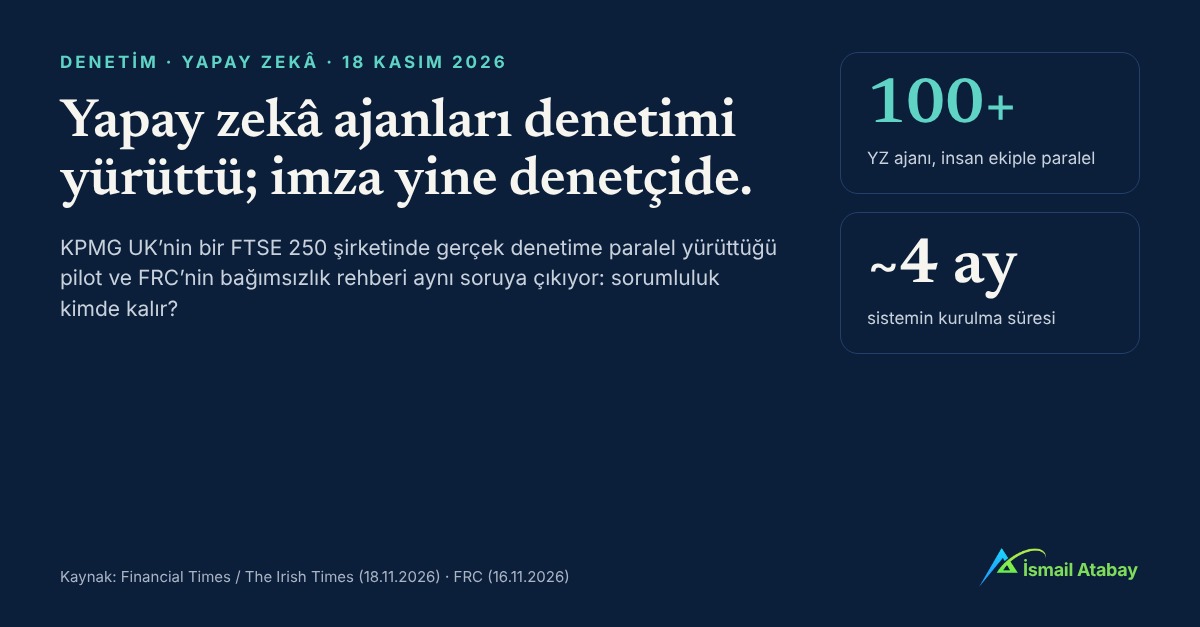 DENETİM · YAPAY ZEKÂ · 18 KASIM 2026
Yapay zekâ ajanları denetimi
yürüttü; imza yine denetçide.
KPMG UK’nin bir FTSE 250 şirketinde gerçek denetime paralel yürüttüğü
pilot ve FRC’nin bağımsızlık rehberi aynı soruya çıkıyor: sorumluluk
kimde kalır?
100+
YZ ajanı, insan ekiple paralel
~4 ay
sistemin kurulma süresi
Kaynak: Financial Times / The Irish Times (18.11.2026) · FRC (16.11.2026)
İsmail Atabay